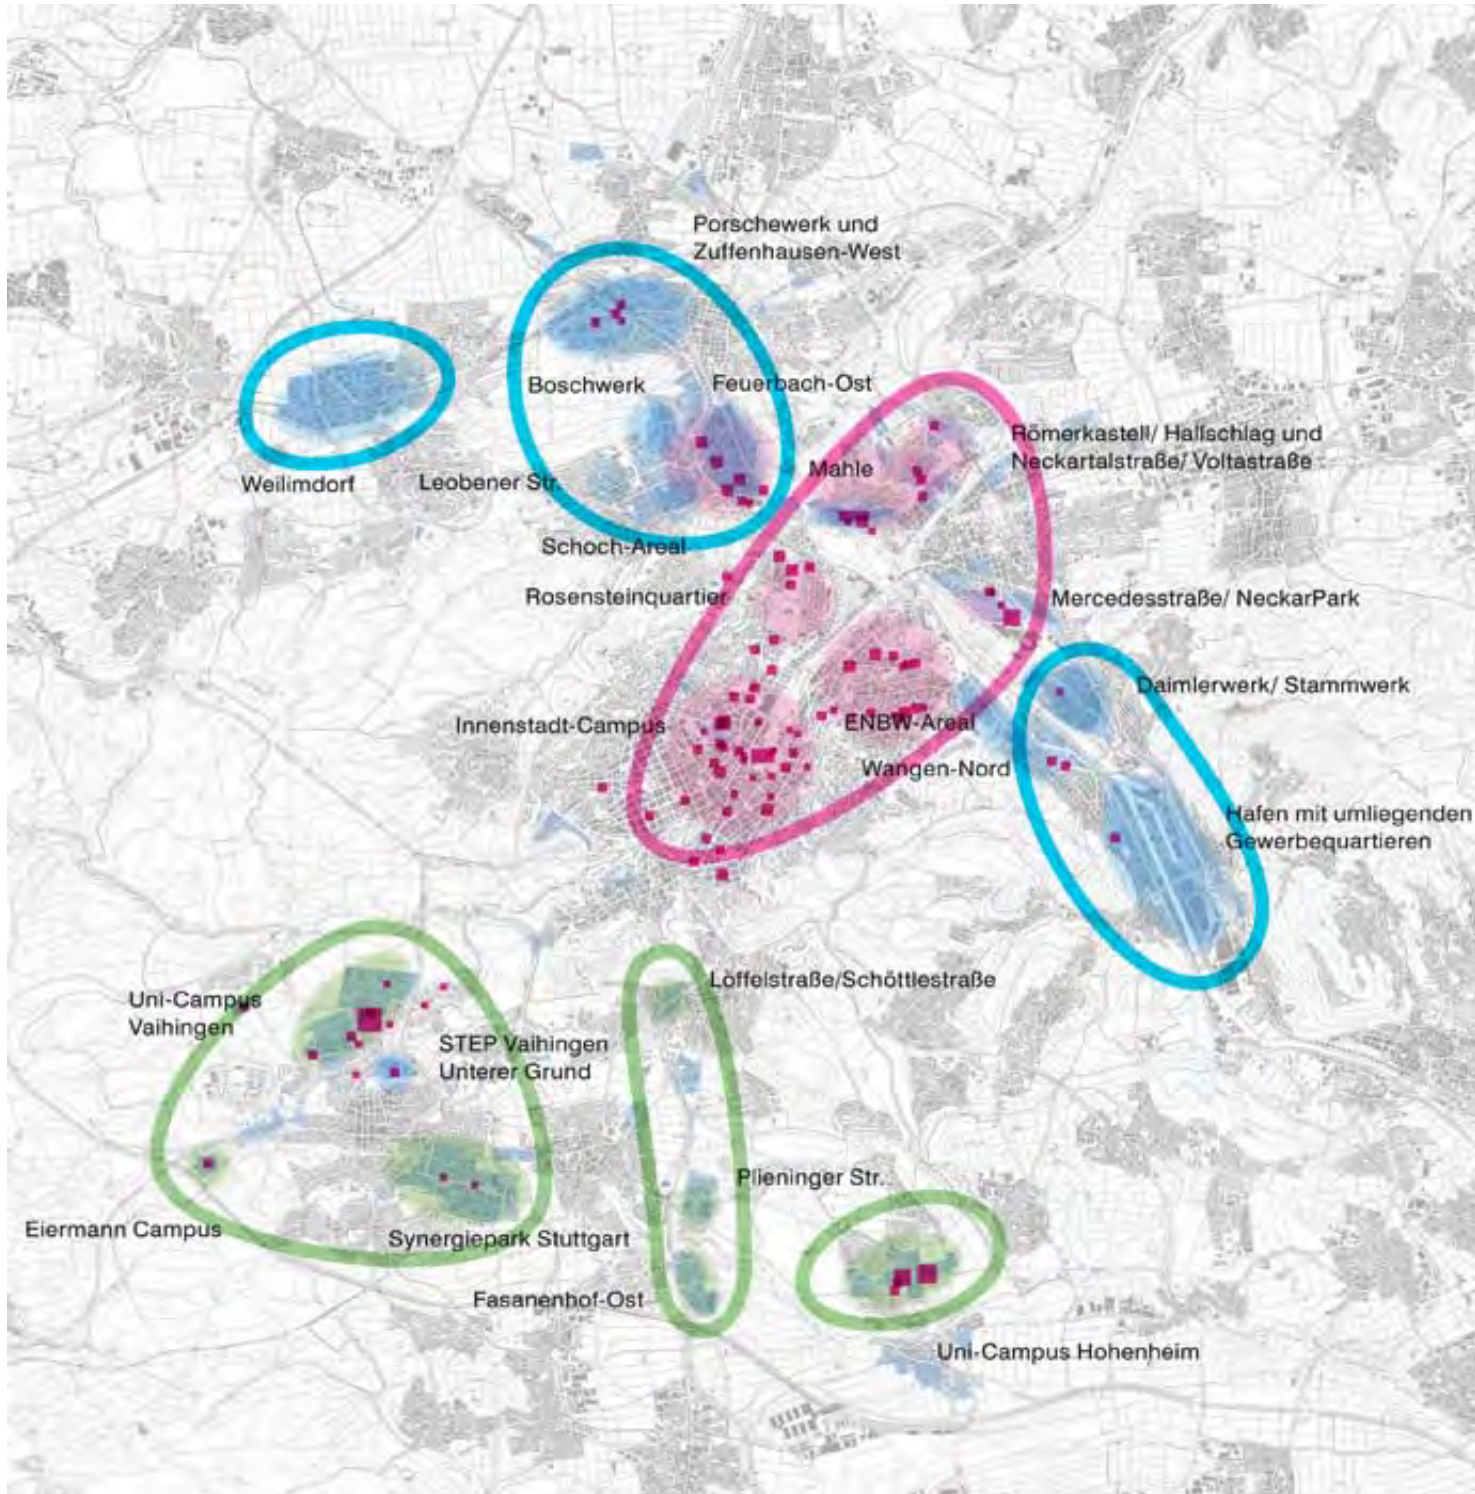 Porschewerk und
Zuffenhausen-West
Boschwerk
Feuerbach-Ost
Römerkastell/ Hallschlag und
Neckartalstraße/ Voltastraße
Mahle
Weilimdorf
Leobener Str.
Schoch-Areal
Rosensteinquartier
Mercedesstraße/ NeckarPark
Daimlerwerk/ Stammwerk
Innenstadt-Campus
ENBW-Areal
Wangen-Nord
Hafen mit umliegenden
Gewerbequartieren
Löffelstraße/Schöttlestraße
Uni-Campus
Vaihingen
STEP Vaihingen
Unterer Grund
Plieninger Str.
Eiermann Campus
Synergiepark Stuttgart
Fasanenhof-Ost
Uni-Campus Hohenheim